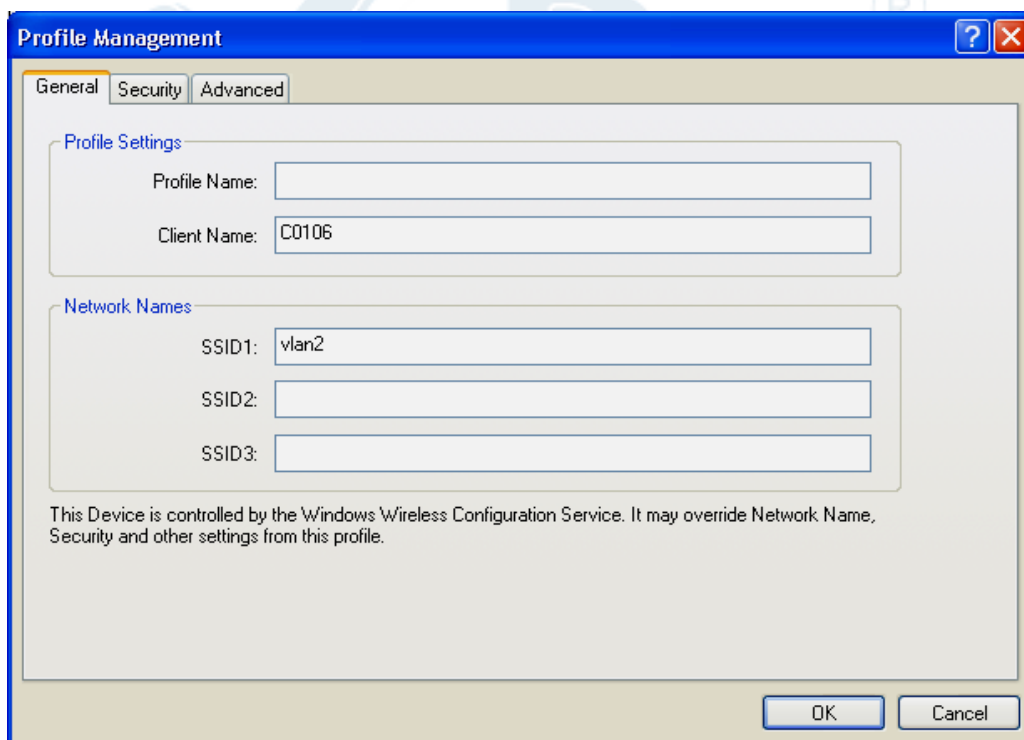 Profile Management
General Security Advanced
Profile Settings
Profile Name:
Client Name: C0106
Network Names
SSID1: vlan2
SSID2:
SSID3:
This Device is controlled by the Windows Wireless Configuration Service. It may override Network Name,
Security and other settings from this profile.
OK Cancel